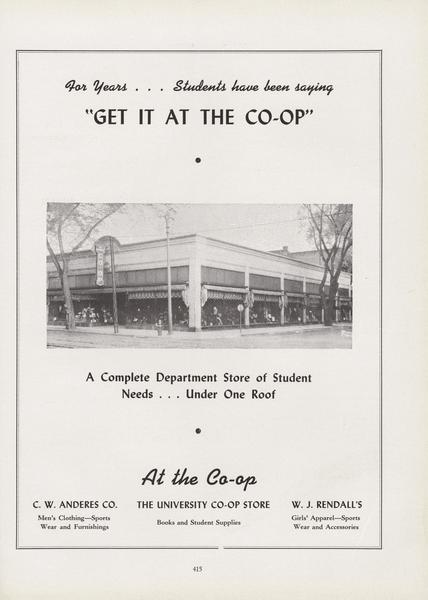 For Years . . . Students have been saying
"GET IT AT THE CO-OP"
A Complete Department Store of Student
Needs . . . Under One Roof
At the Co-op
C. W. ANDERES CO.
Men's Clothing—Sports
Wear and Furnishings
THE UNIVERSITY CO-OP STORE
Books and Student Supplies
W. J. RENDALL'S
Girls' Apparel—Sports
Wear and Accessories
415